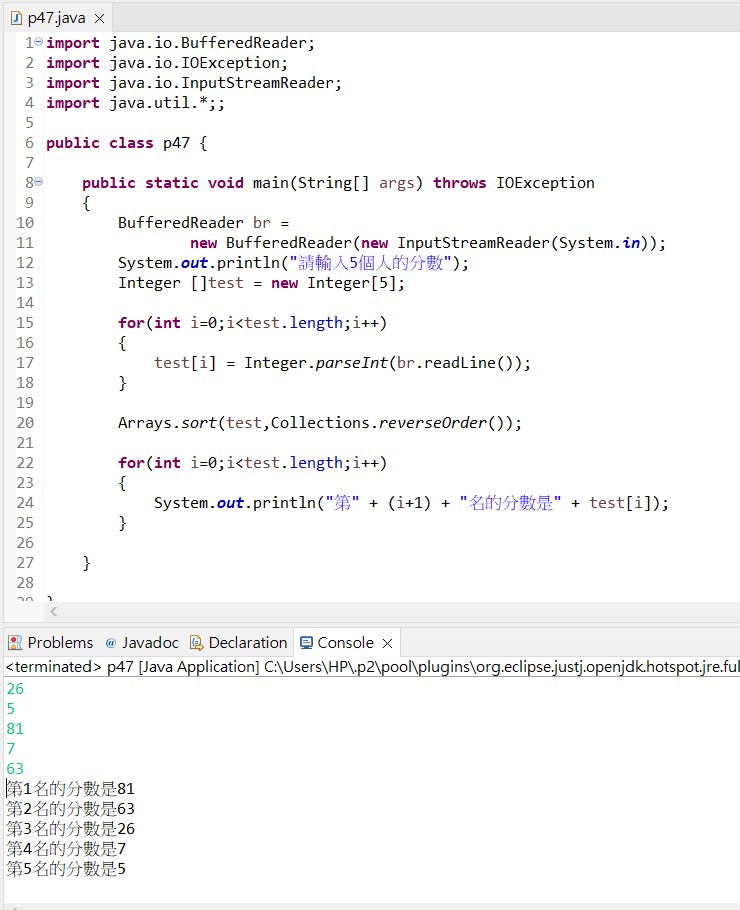 p47.java
1 import java.io.BufferedReader;
2 import java.io.IOException;
3 import java.io.InputStreamReader;
4 import java.util.*;;
5
6 public class p47 {
7
8     public static void main(String[] args) throws IOException
9     {
10         BufferedReader br =
11                 new BufferedReader(new InputStreamReader(System.in));
12         System.out.println("請輸入5個人的分數");
13         Integer []test = new Integer[5];
14
15         for(int i=0;i<test.length;i++)
16         {
17             test[i] = Integer.parseInt(br.readLine());
18         }
19
20         Arrays.sort(test,Collections.reverseOrder());
21
22         for(int i=0;i<test.length;i++)
23         {
24             System.out.println("第" + (i+1) + "名的分數是" + test[i]);
25         }
26
27     }
28
Problems @ Javadoc Declaration Console
<terminated> p47 [Java Application] C:\Users\HP\.p2\pool\plugins\org.eclipse.justj.openjdk.hotspot.jre.ful
26
5
81
7
63
第1名的分數是81
第2名的分數是63
第3名的分數是26
第4名的分數是7
第5名的分數是5